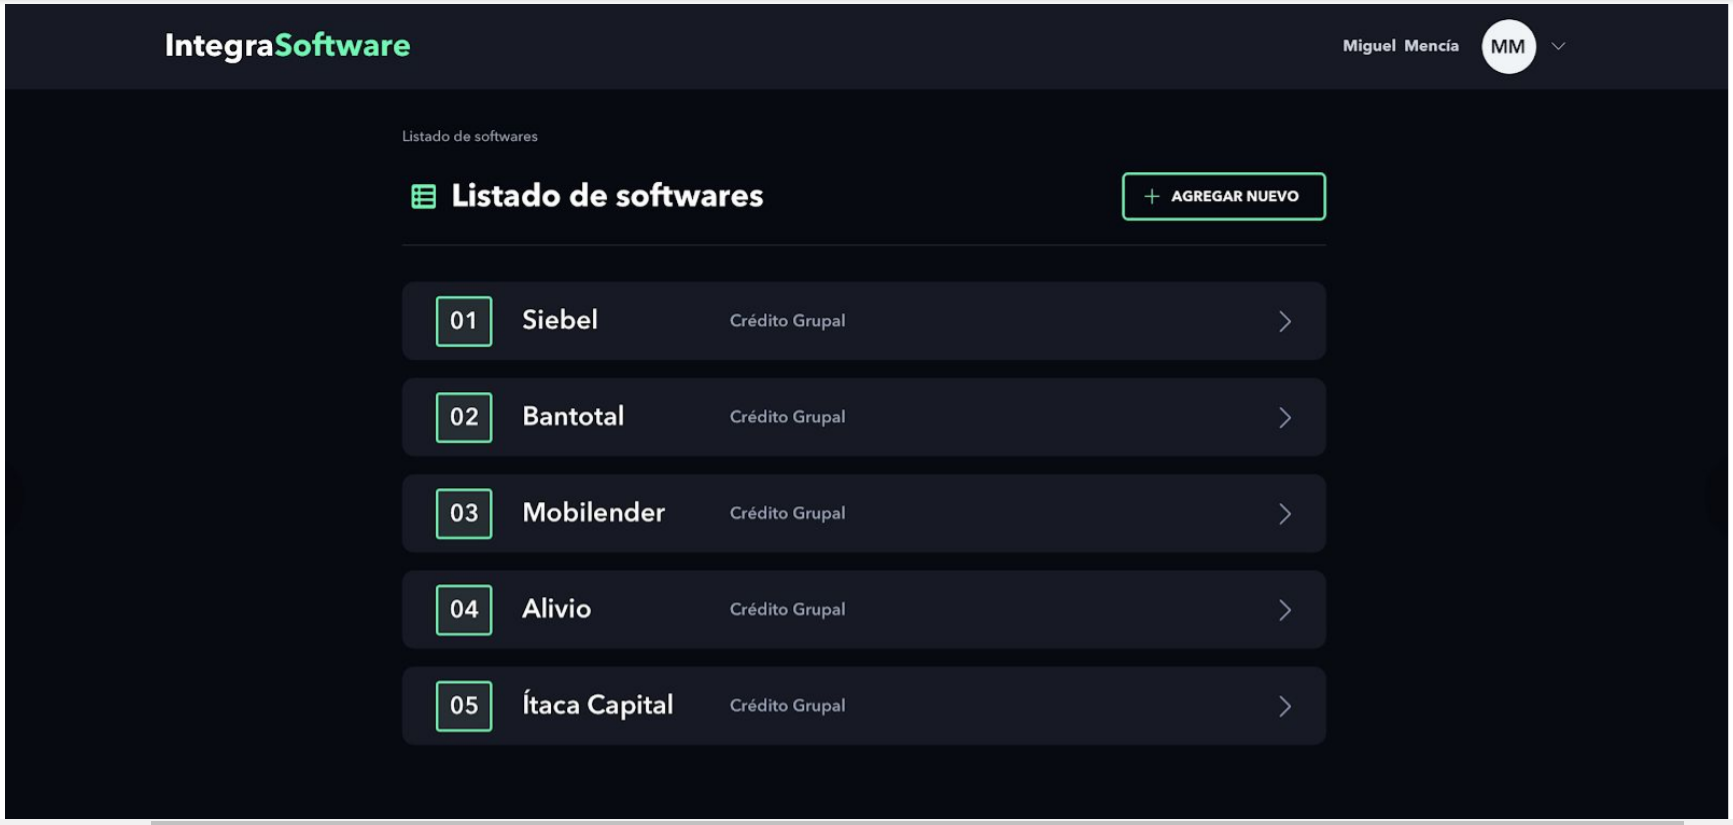 IntegraSoftware
Miguel Mencía MM
Listado de softwares
Listado de softwares
+ AGREGAR NUEVO
01 Siebel Crédito Grupal
02 Bantotal Crédito Grupal
03 Mobilender Crédito Grupal
04 Alivio Crédito Grupal
05 Ítaca Capital Crédito Grupal